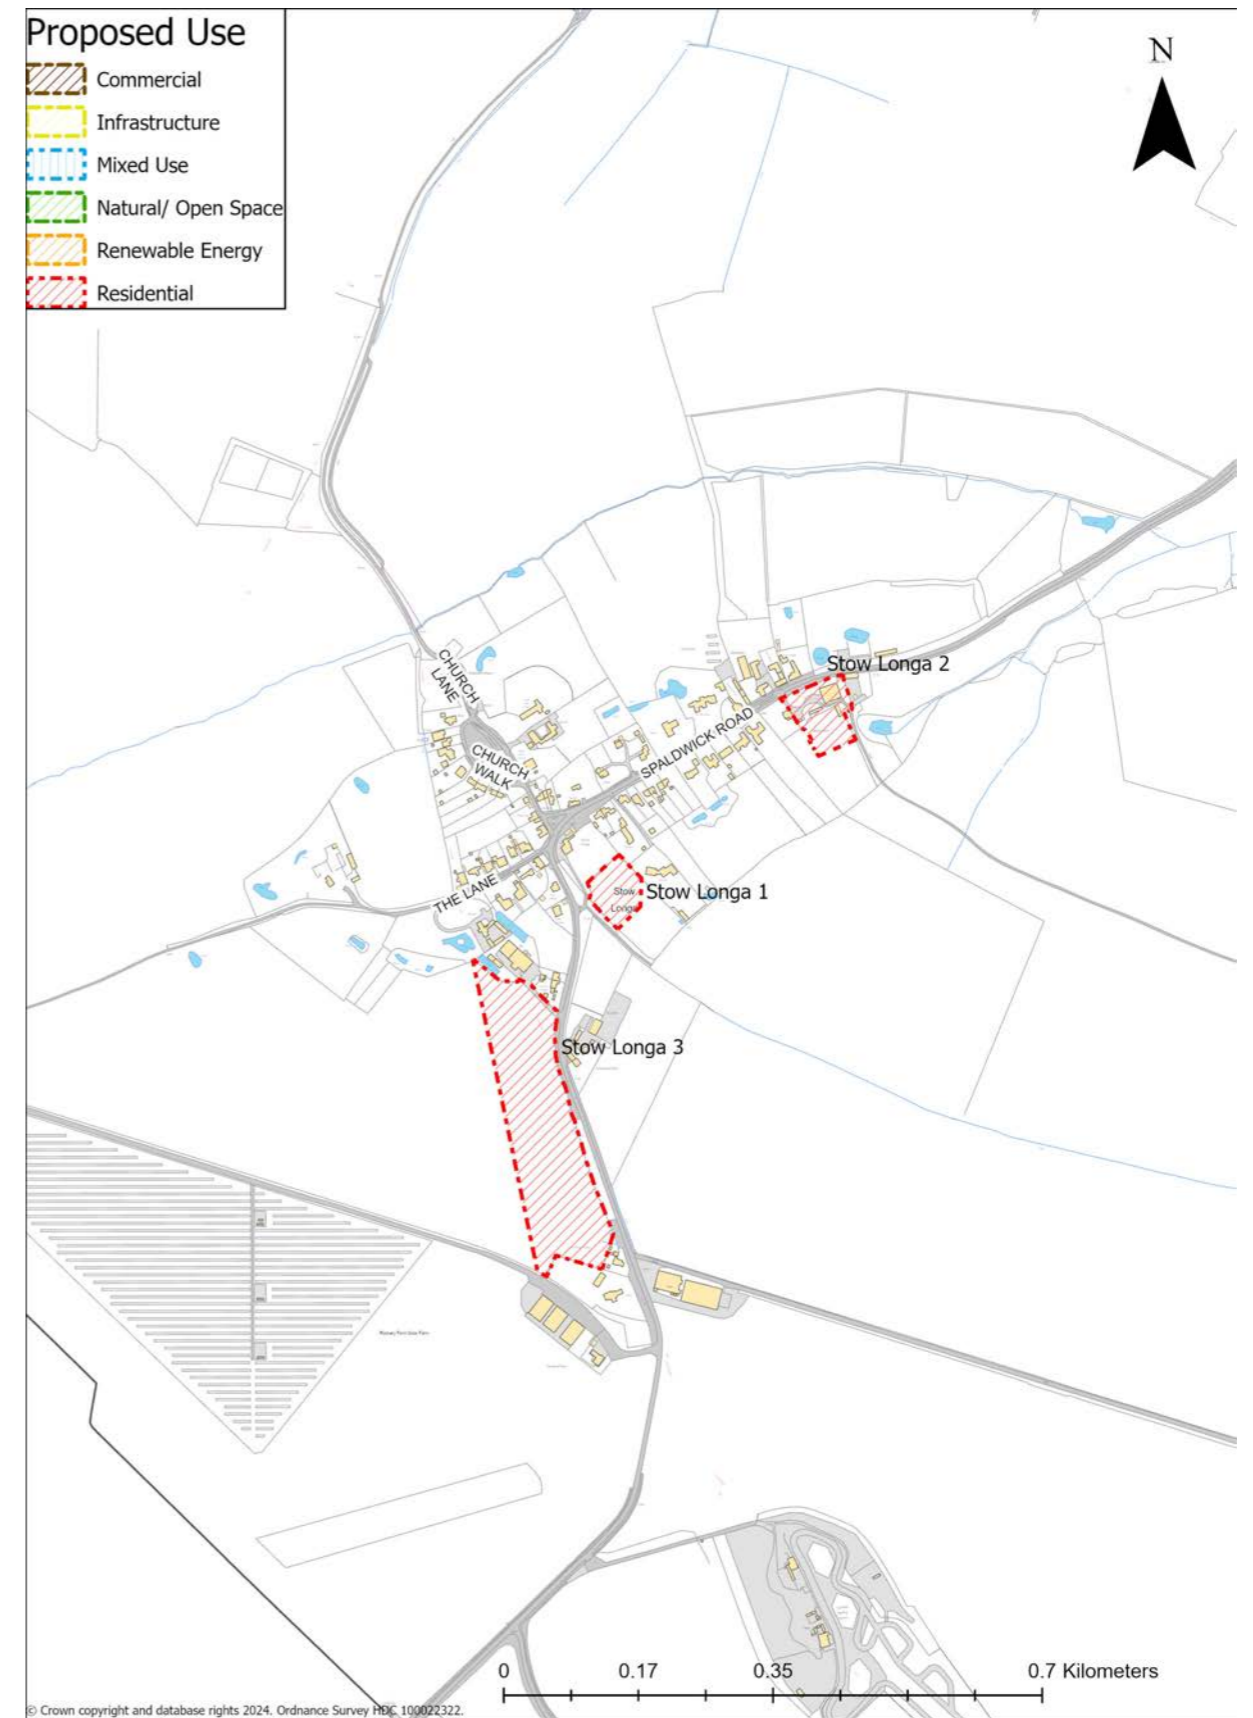 Proposed Use
Commercial
Infrastructure
Mixed Use
Natural/ Open Space
Renewable Energy
Residential
N
CHURCH
LANE
Stow Longa 2
SPALDWICK ROAD
CHURCH
WALK
THE LANE
Stow
Longa
Stow Longa 1
Stow Longa 3
0 0.17 0.35 0.7 Kilometers
© Crown copyright and database rights 2024. Ordnance Survey HDC 100022322.